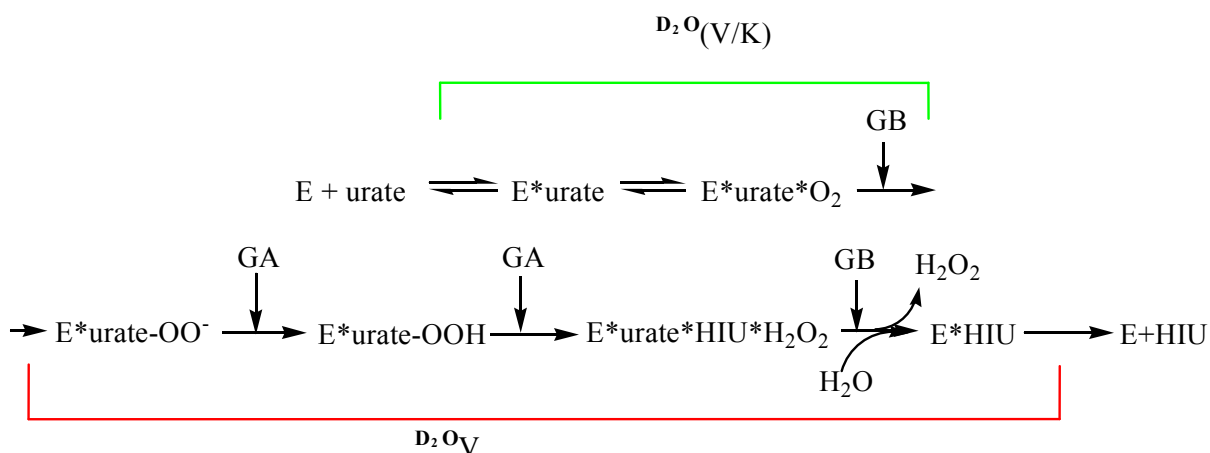 D₂O(V/K)
GB
E + urate E*urate E*urate*O₂
GA GA GB H₂O₂
E*urate-OO⁻ E*urate-OOH E*urate*HIU*H₂O₂ E*HIU E+HIU
H₂O
D₂OV